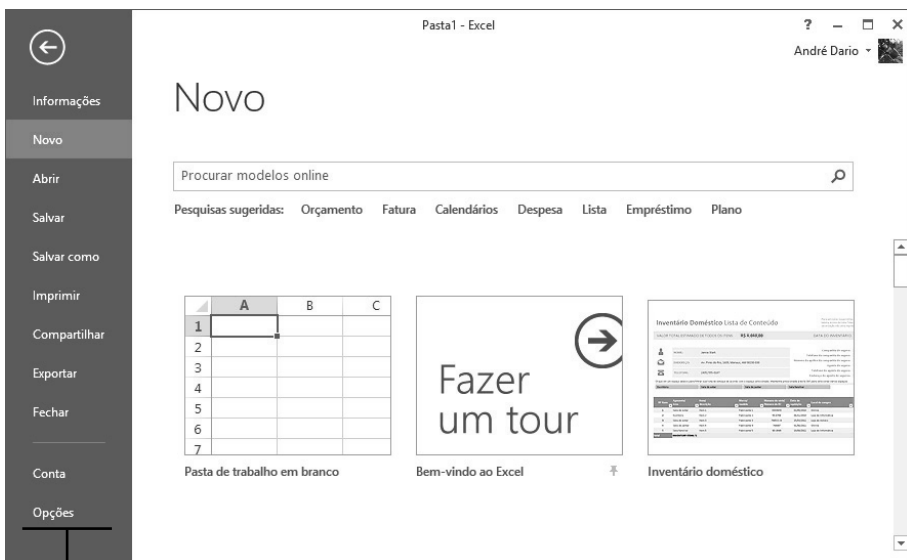 Pasta1 - Excel
?
André Dario
Informações
Novo
Abrir
Salvar
Salvar como
Imprimir
Compartilhar
Exportar
Fechar
Conta
Opções
Novo
Procurar modelos online
Pesquisas sugeridas: Orçamento Fatura Calendários Despesa Lista Empréstimo Plano
A B C
1
2
3
4
5
6
7
Pasta de trabalho em branco
Fazer
um tour
Bem-vindo ao Excel
Inventário Doméstico Lista de Conteúdo
Inventário doméstico